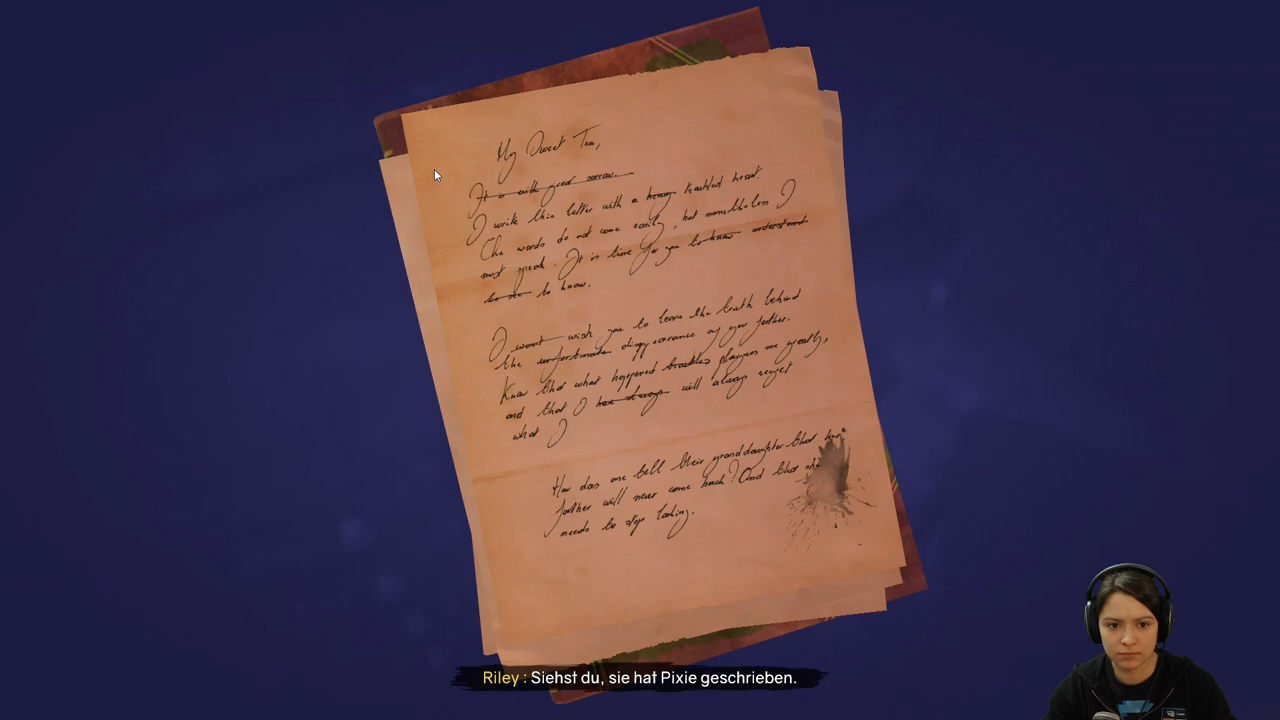 My Sweet Tea,
It is with great sorrow.
I write this letter with a heavy troubled heart.
The words do not come easily, but nonetheless I
must speak. It is time for you to know understand
to see to know.
I want wish you to learn the truth behind
the unfortunate disappearance of your father.
Know that what happened troubles plagues me greatly,
and that I have always will always regret
what I
How does one tell their granddaughter that her
father will never come back? And that she
needs to stop looking.
Riley : Siehst du, sie hat Pixie geschrieben.